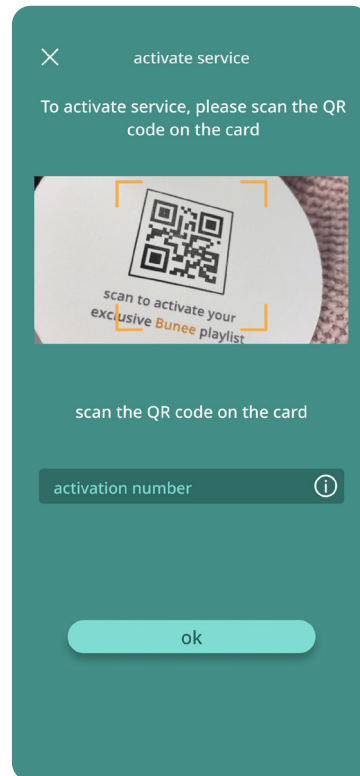 activate service
To activate service, please scan the QR
code on the card
scan to activate your
exclusive Bunee playlist
scan the QR code on the card
activation number
ok